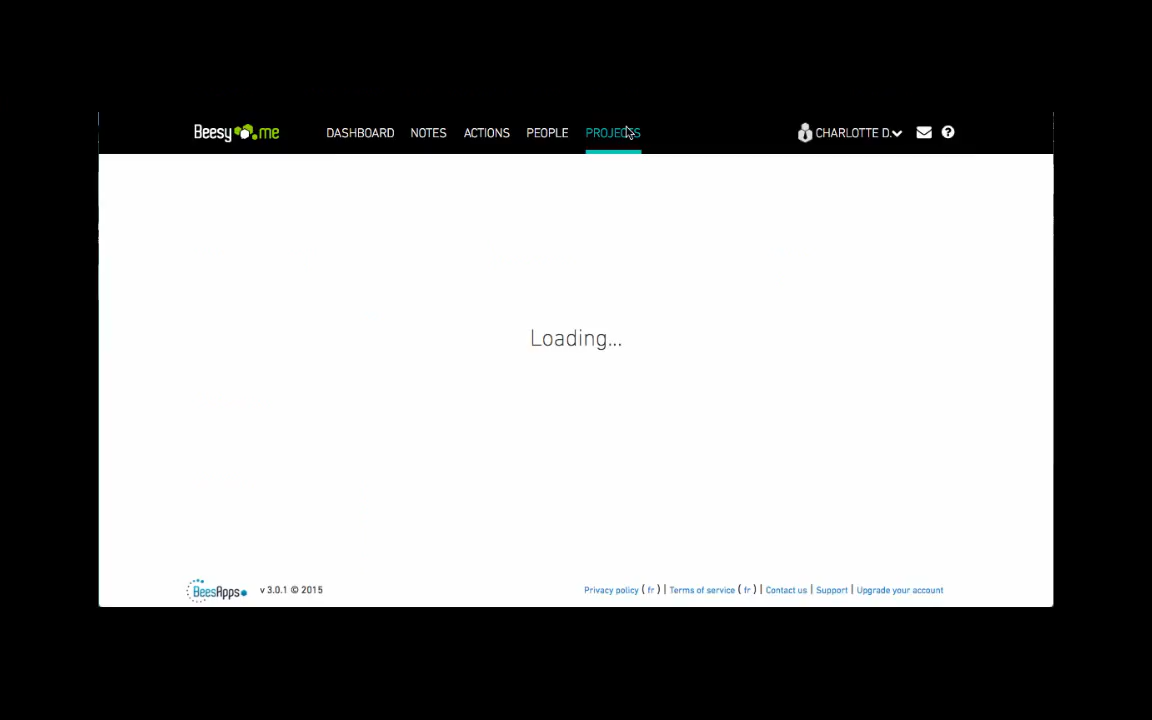 Beesy.me DASHBOARD NOTES ACTIONS PEOPLE PROJECTS CHARLOTTE D.
Loading...
BeesApps v 3.0.1 © 2015 Privacy policy ( fr ) | Terms of service ( fr ) | Contact us | Support | Upgrade your account